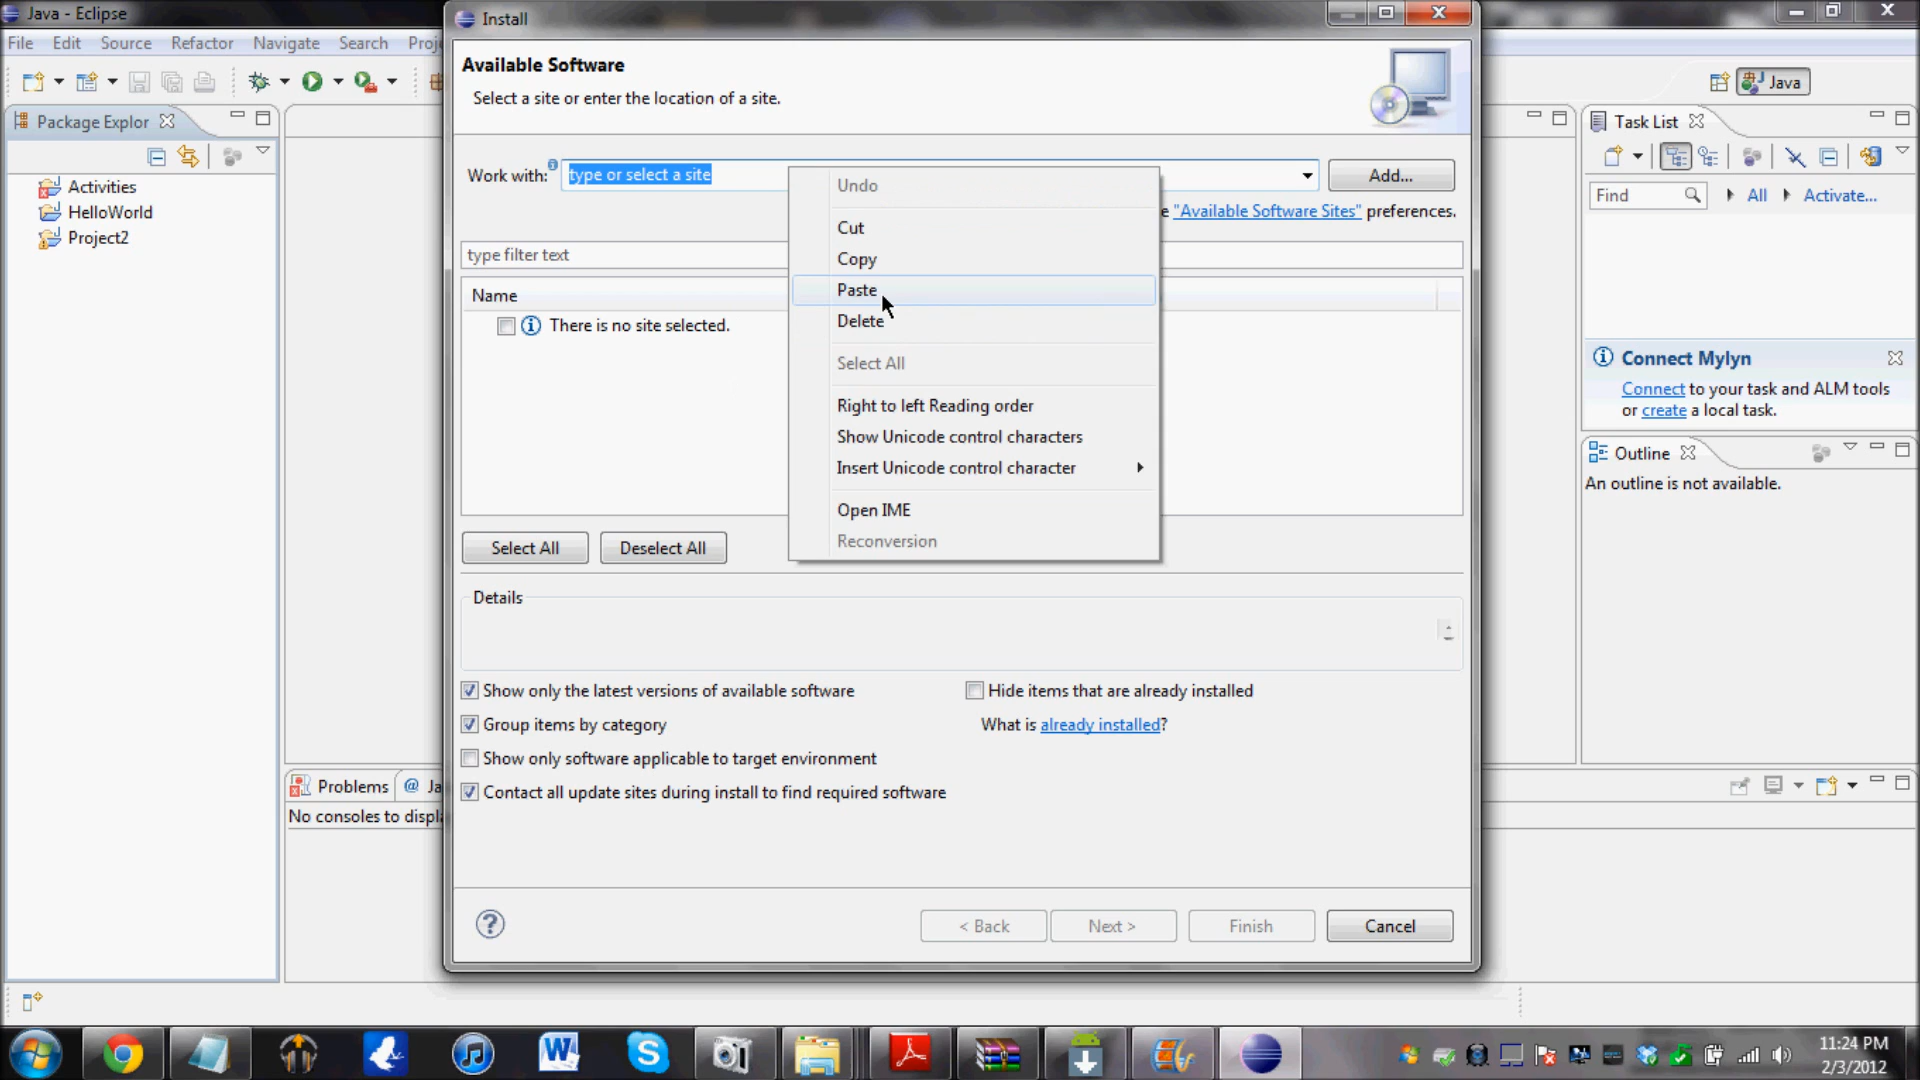 Java - Eclipse
Install
File Edit Source Refactor Navigate Search Proj
Available Software
Select a site or enter the location of a site.
Java
Package Explor
Task List
Work with:
type or select a site
Add...
Activities
HelloWorld
Project2
Find
All
Activate...
"Available Software Sites" preferences.
type filter text
Name
There is no site selected.
Undo
Cut
Copy
Paste
Delete
Select All
Right to left Reading order
Show Unicode control characters
Insert Unicode control character
Open IME
Reconversion
Connect Mylyn
Connect to your task and ALM tools
or create a local task.
Outline
An outline is not available.
Select All
Deselect All
Details
Show only the latest versions of available software
Hide items that are already installed
Group items by category
What is already installed?
Show only software applicable to target environment
Contact all update sites during install to find required software
Problems
@ Ja
No consoles to displa
< Back
Next >
Finish
Cancel
11:24 PM
2/3/2012